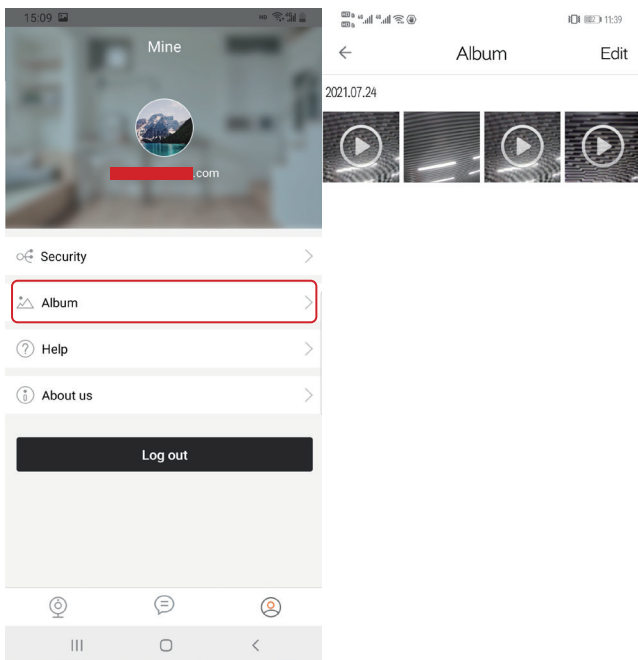 15:09
Mine
.com
Security
Album
Help
About us
Log out
11:39
Album
Edit
2021.07.24